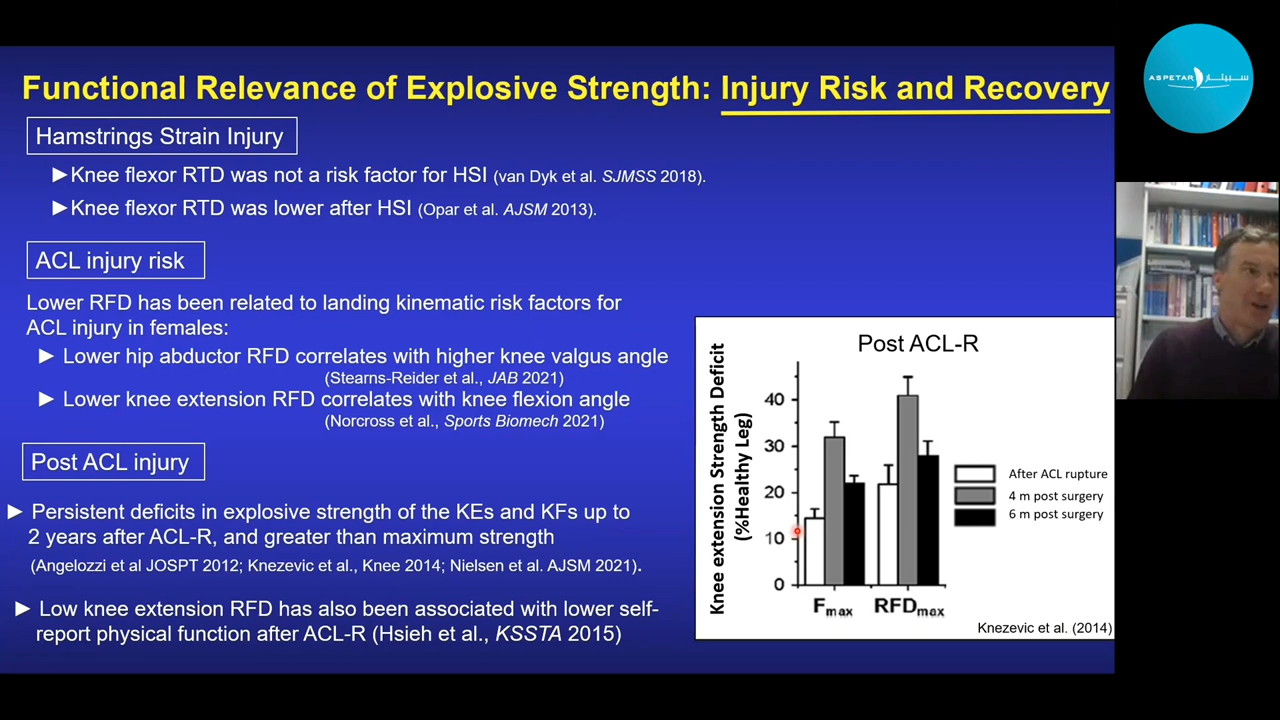 Functional Relevance of Explosive Strength: Injury Risk and Recovery
Hamstrings Strain Injury
►Knee flexor RTD was not a risk factor for HSI (van Dyk et al. SJMSS 2018).
►Knee flexor RTD was lower after HSI (Opar et al. AJSM 2013).
ACL injury risk
Lower RFD has been related to landing kinematic risk factors for
ACL injury in females:
► Lower hip abductor RFD correlates with higher knee valgus angle
(Stearns-Reider et al., JAB 2021)
► Lower knee extension RFD correlates with knee flexion angle
(Norcross et al., Sports Biomech 2021)
Post ACL injury
► Persistent deficits in explosive strength of the KEs and KFs up to
2 years after ACL-R, and greater than maximum strength
(Angelozzi et al JOSPT 2012; Knezevic et al., Knee 2014; Nielsen et al. AJSM 2021).
► Low knee extension RFD has also been associated with lower self-
report physical function after ACL-R (Hsieh et al., KSSTA 2015)
Post ACL-R
Knee extension Strength Deficit
(%Healthy Leg)
40
30
20
10
0
Fmax
RFDmax
After ACL rupture
4 m post surgery
6 m post surgery
Knezevic et al. (2014)
ASPETAR سبيتار